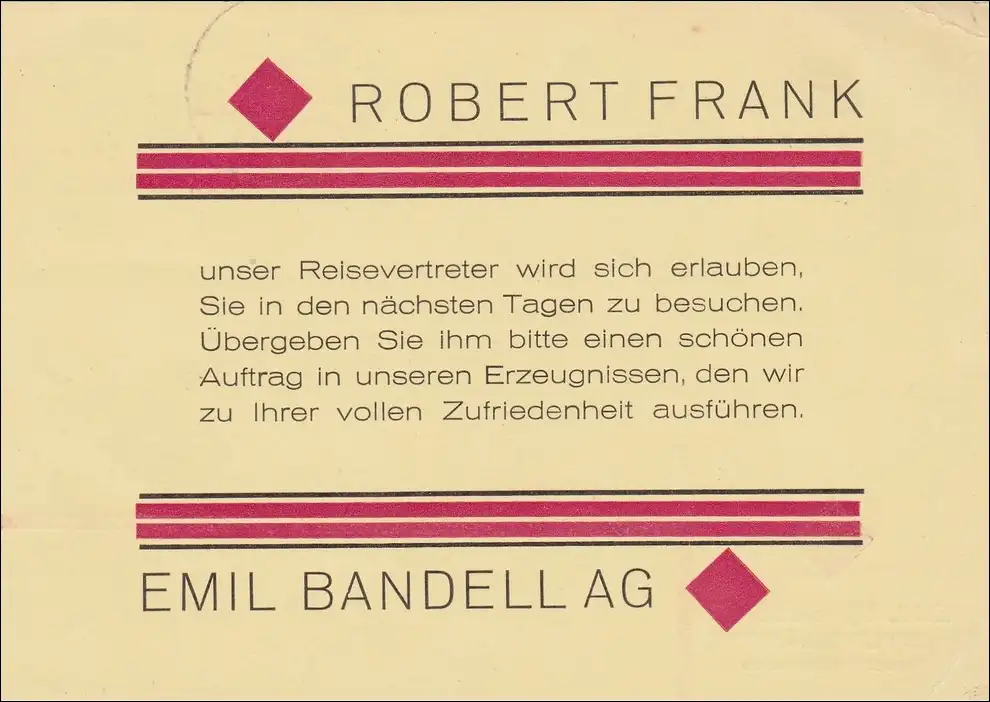 ROBERT FRANK
unser Reisevertreter wird sich erlauben,
Sie in den nächsten Tagen zu besuchen.
Übergeben Sie ihm bitte einen schönen
Auftrag in unseren Erzeugnissen, den wir
zu Ihrer vollen Zufriedenheit ausführen.
EMIL BANDELL AG